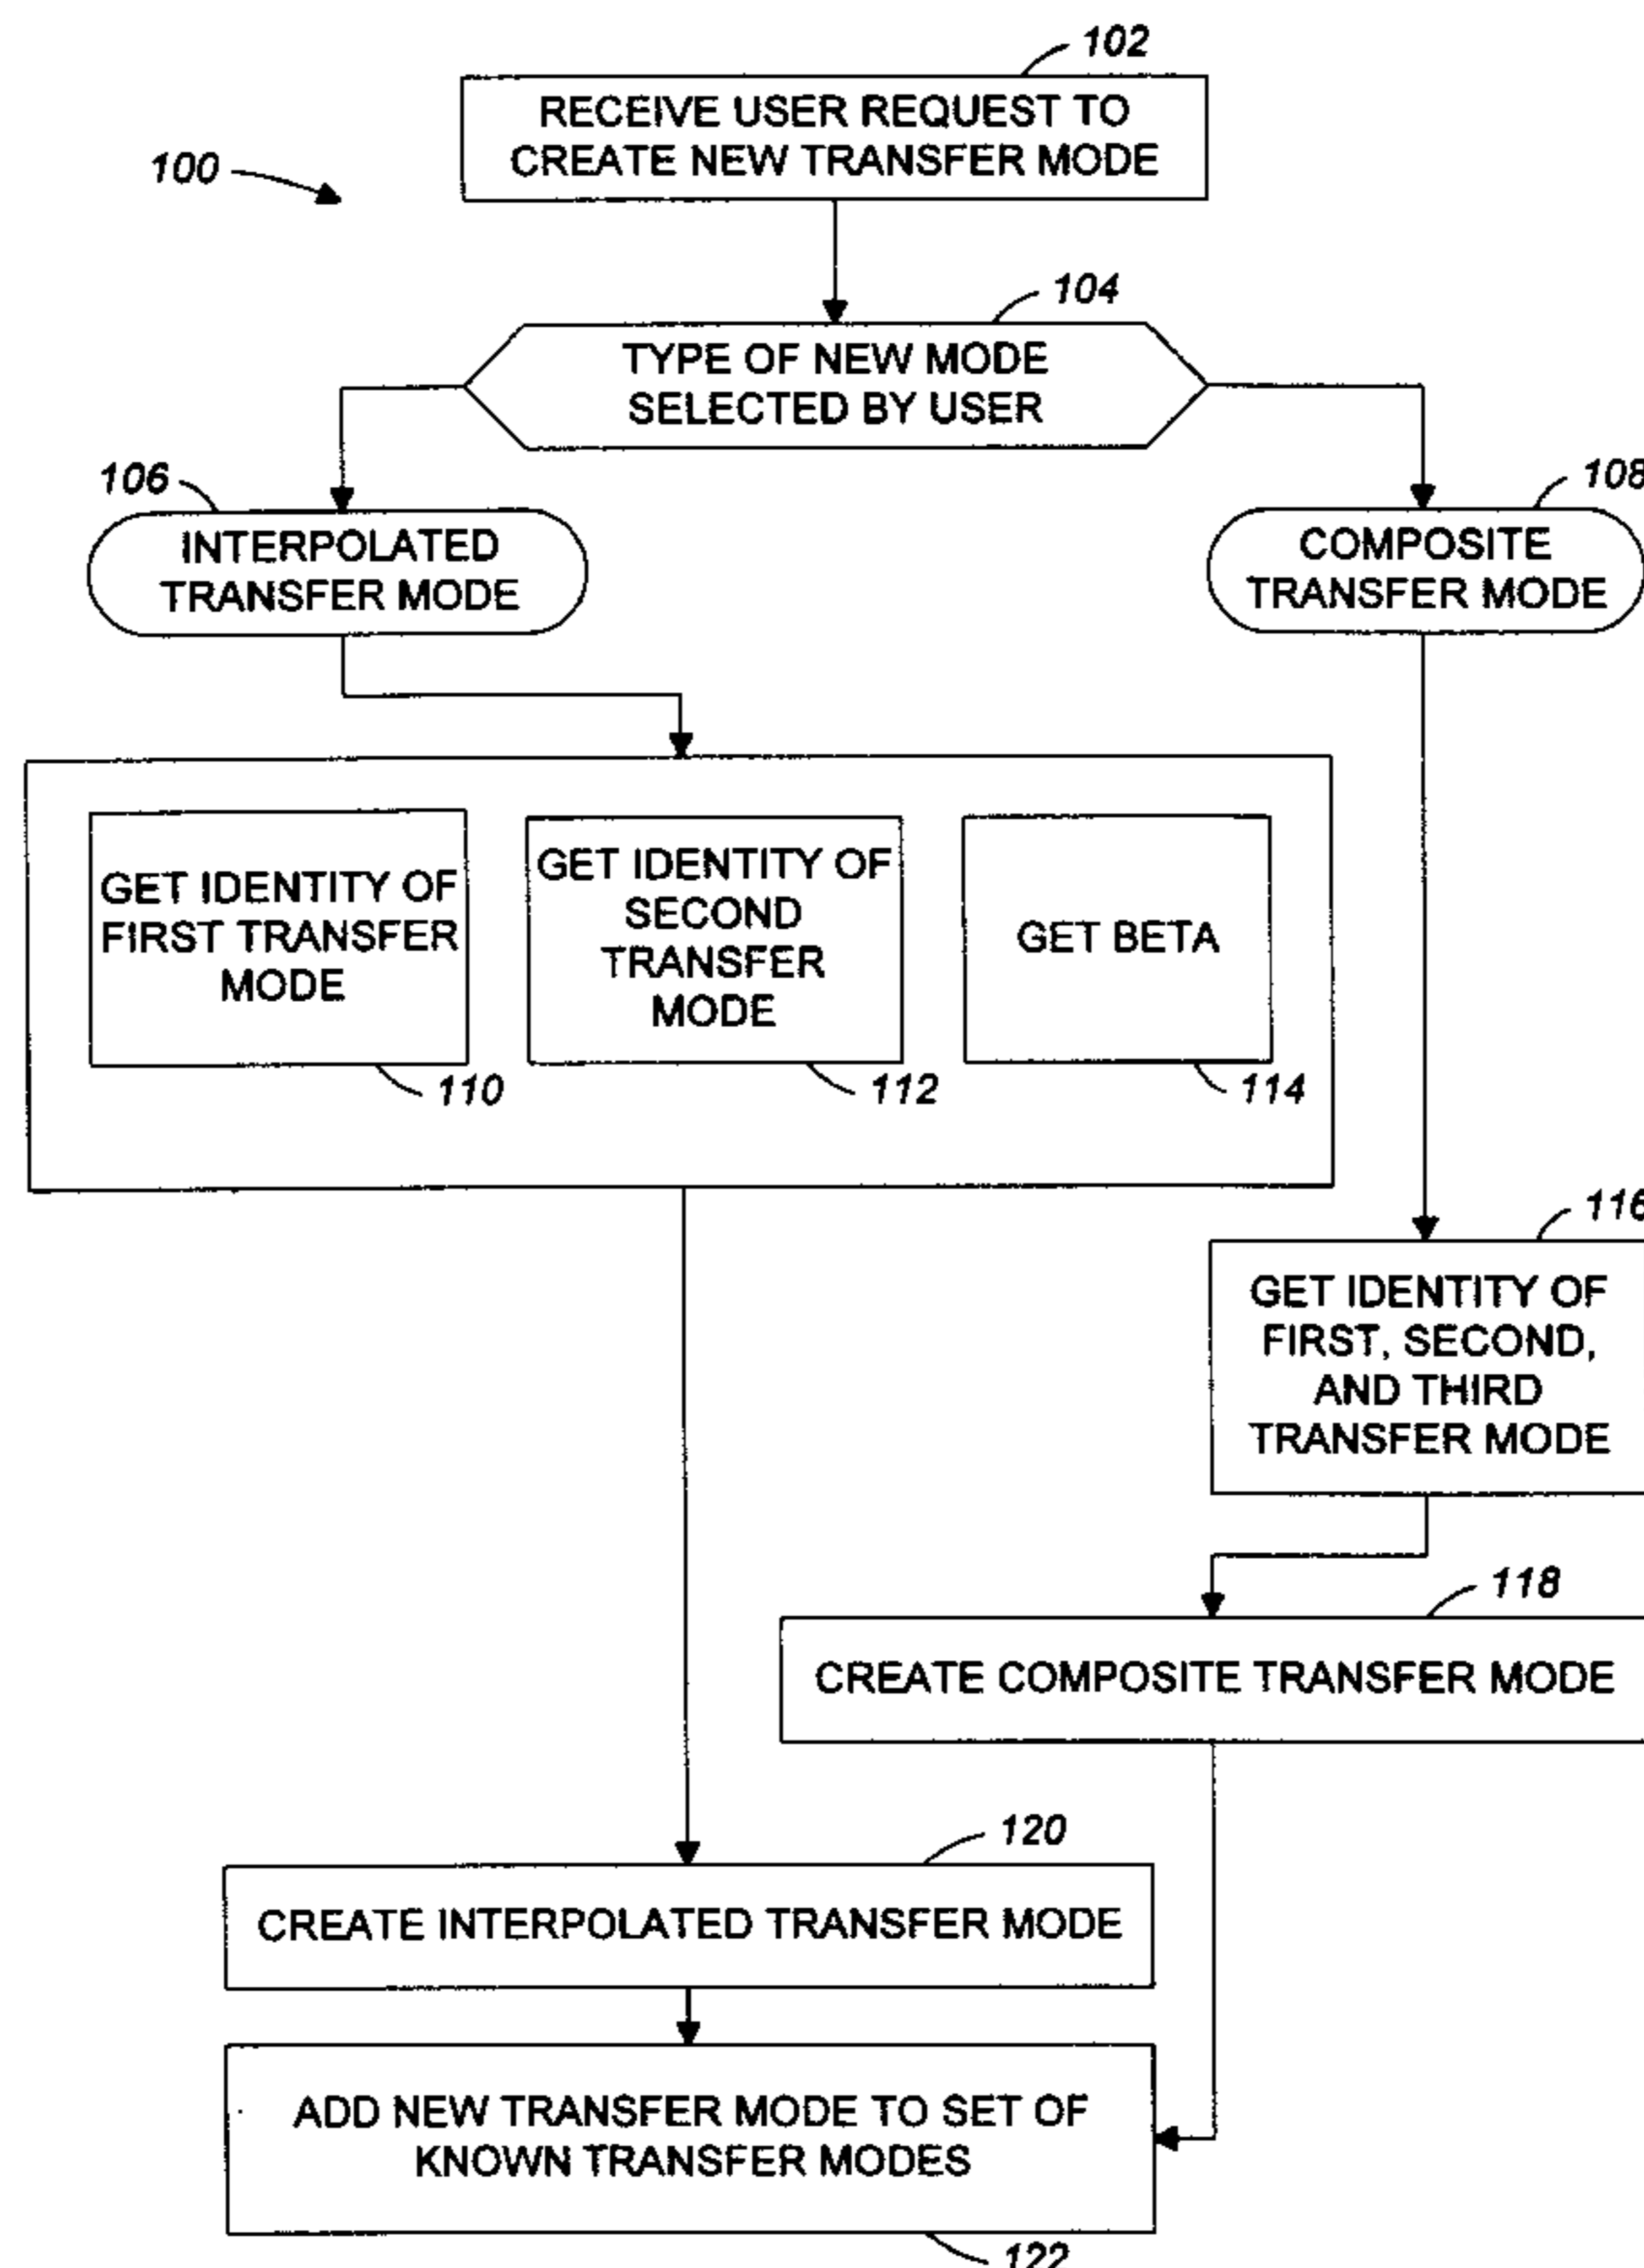 102
RECEIVE USER REQUEST TO
CREATE NEW TRANSFER MODE
100
104
TYPE OF NEW MODE
SELECTED BY USER
106
INTERPOLATED
TRANSFER MODE
108
COMPOSITE
TRANSFER MODE
GET IDENTITY OF
FIRST TRANSFER
MODE
110
GET IDENTITY OF
SECOND
TRANSFER
MODE
112
GET BETA
114
116
GET IDENTITY OF
FIRST, SECOND,
AND THIRD
TRANSFER MODE
118
CREATE COMPOSITE TRANSFER MODE
120
CREATE INTERPOLATED TRANSFER MODE
ADD NEW TRANSFER MODE TO SET OF
KNOWN TRANSFER MODES
122